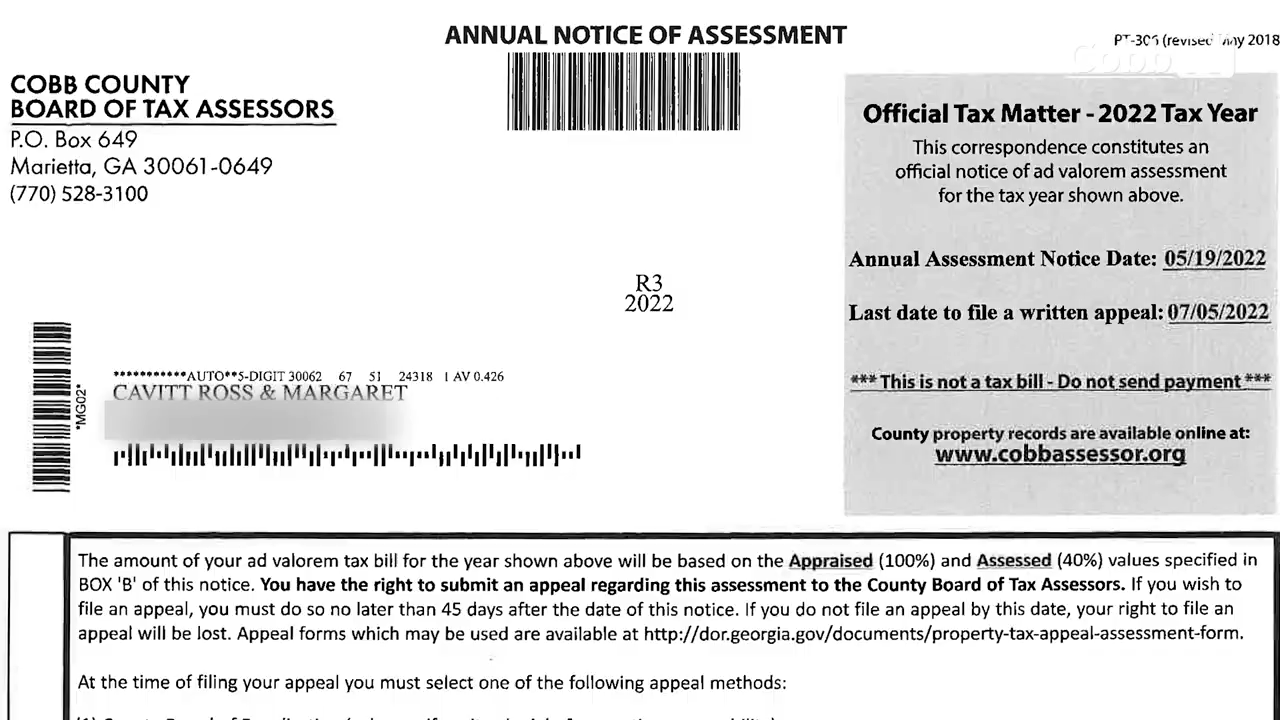 ANNUAL NOTICE OF ASSESSMENT
COBB COUNTY
BOARD OF TAX ASSESSORS
P.O. Box 649
Marietta, GA 30061-0649
(770) 528-3100
PT-306 (revised May 2018
Cobb
Official Tax Matter - 2022 Tax Year
This correspondence constitutes an
official notice of ad valorem assessment
for the tax year shown above.
Annual Assessment Notice Date: 05/19/2022
Last date to file a written appeal: 07/05/2022
*** This is not a tax bill - Do not send payment ***
County property records are available online at:
www.cobbassessor.org
R3
2022
*MG02*
***********AUTO**5-DIGIT 30062 67 51 24318 1 AV 0.426
CAVITT ROSS & MARGARET
The amount of your ad valorem tax bill for the year shown above will be based on the Appraised (100%) and Assessed (40%) values specified in
BOX 'B' of this notice. You have the right to submit an appeal regarding this assessment to the County Board of Tax Assessors. If you wish to
file an appeal, you must do so no later than 45 days after the date of this notice. If you do not file an appeal by this date, your right to file an
appeal will be lost. Appeal forms which may be used are available at http://dor.georgia.gov/documents/property-tax-appeal-assessment-form.
At the time of filing your appeal you must select one of the following appeal methods: